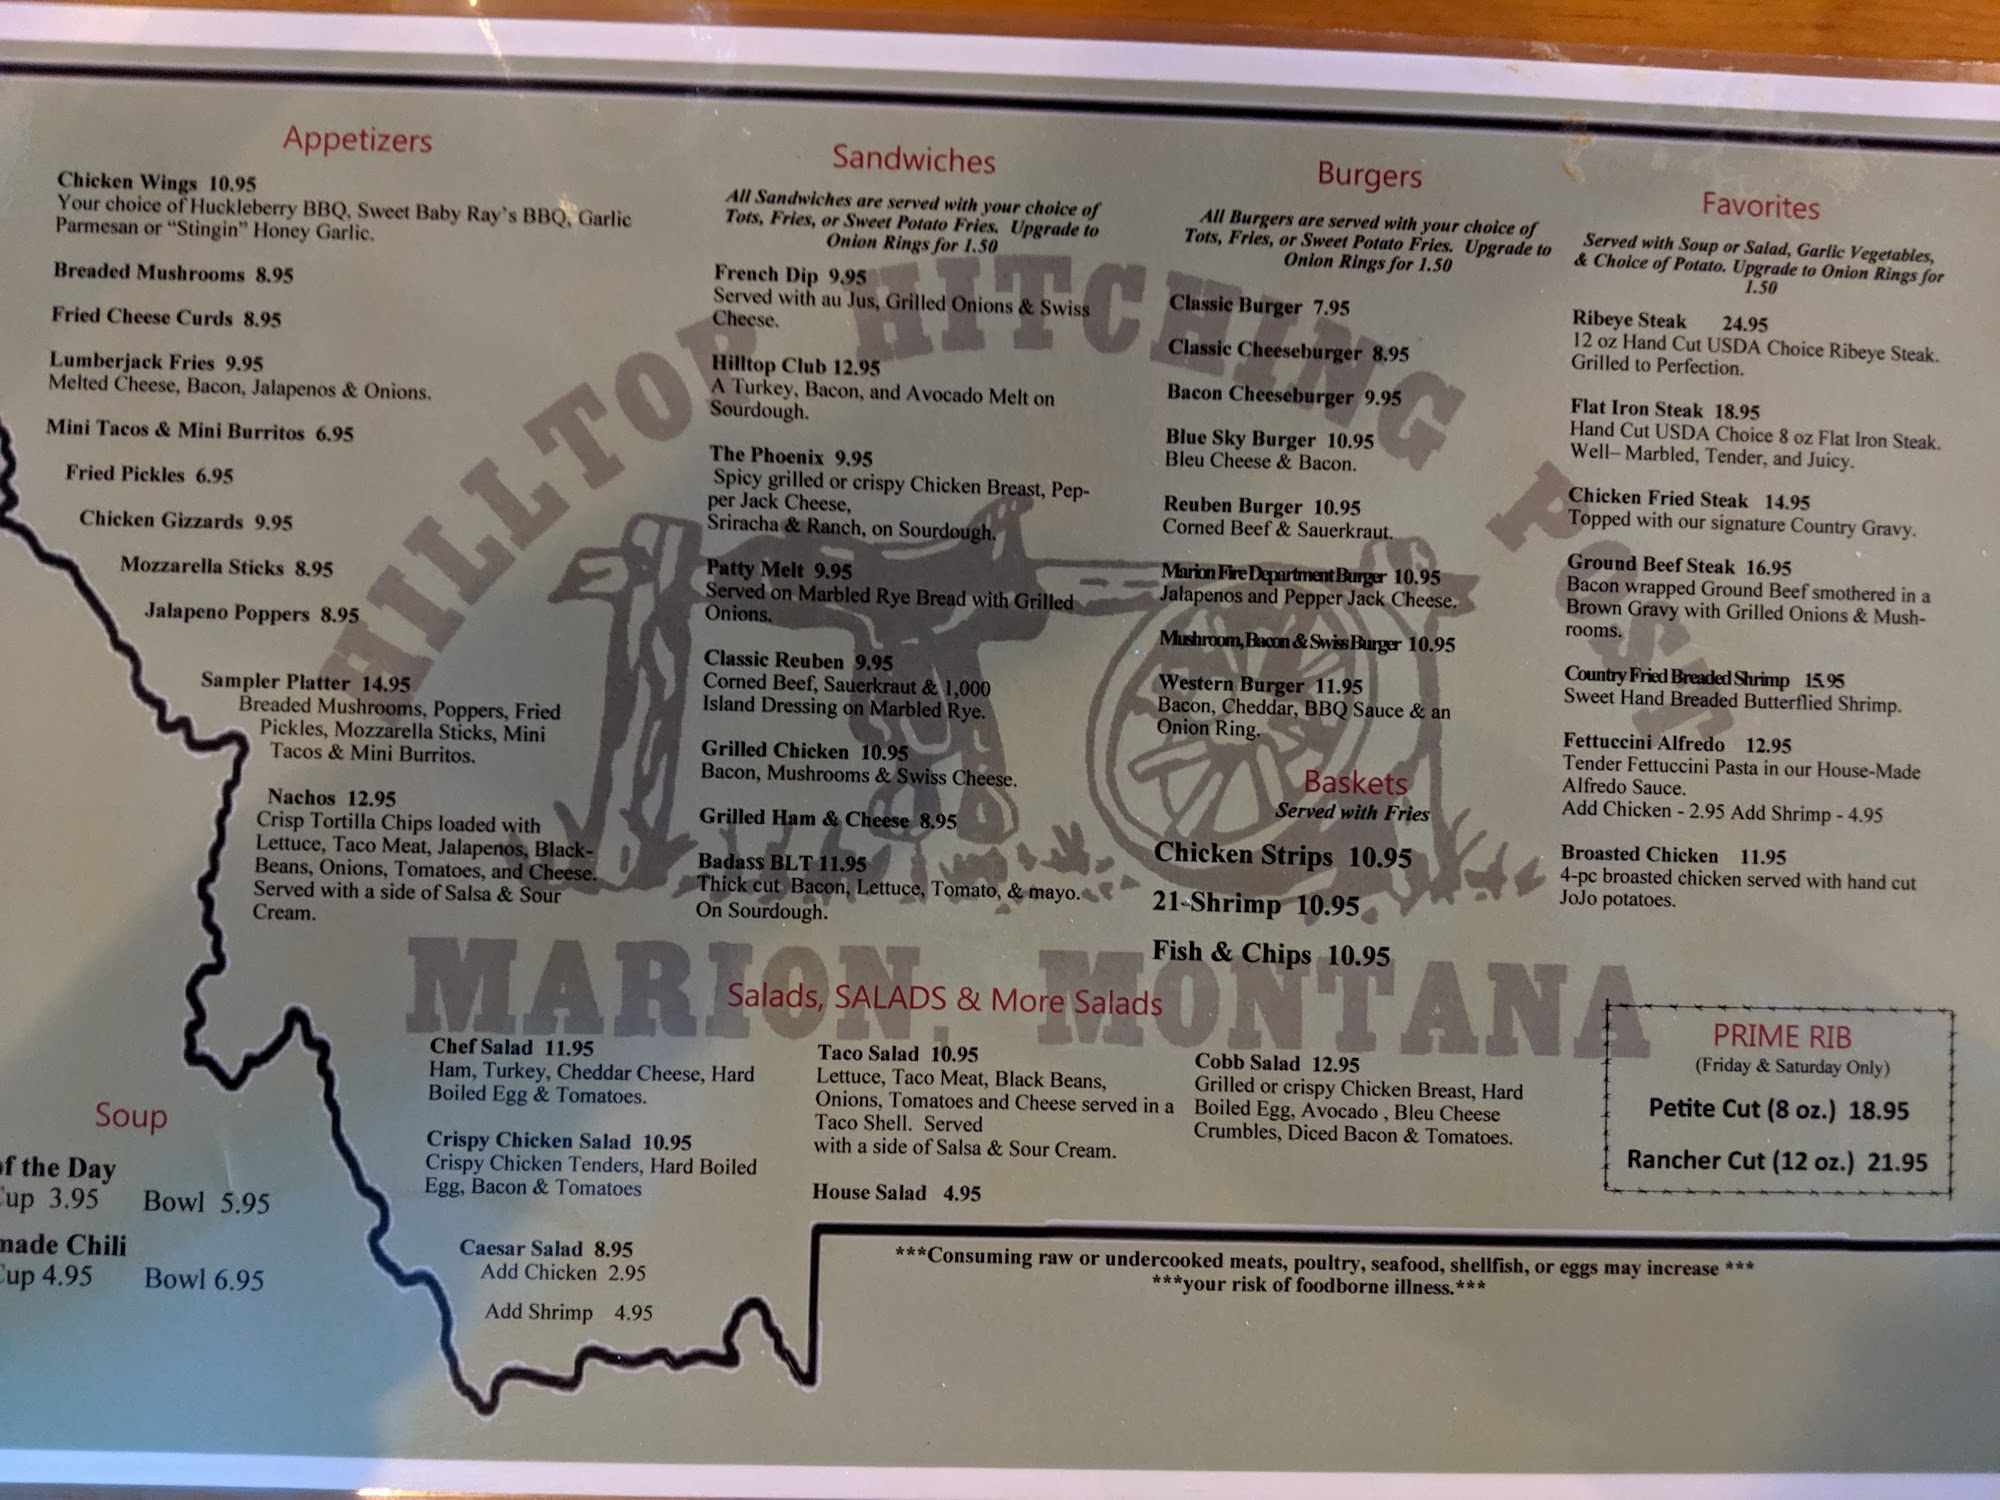 Appetizers
Chicken Wings 10.95
Your choice of Huckleberry BBQ, Sweet Baby Ray's BBQ, Garlic
Parmesan or "Stingin" Honey Garlic.
Breaded Mushrooms 8.95
Fried Cheese Curds 8.95
Lumberjack Fries 9.95
Melted Cheese, Bacon, Jalapenos & Onions.
Mini Tacos & Mini Burritos 6.95
Fried Pickles 6.95
Chicken Gizzards 9.95
Mozzarella Sticks 8.95
Jalapeno Poppers 8.95
Sampler Platter 14.95
Breaded Mushrooms, Poppers, Fried
Pickles, Mozzarella Sticks, Mini
Tacos & Mini Burritos.
Nachos 12.95
Crisp Tortilla Chips loaded with
Lettuce, Taco Meat, Jalapenos, Black-
Beans, Onions, Tomatoes, and Cheese.
Served with a side of Salsa & Sour
Cream.
Sandwiches
All Sandwiches are served with your choice of
Tots, Fries, or Sweet Potato Fries. Upgrade to
Onion Rings for 1.50
French Dip 9.95
Served with au Jus, Grilled Onions & Swiss
Cheese.
Hilltop Club 12.95
A Turkey, Bacon, and Avocado Melt on
Sourdough.
The Phoenix 9.95
Spicy grilled or crispy Chicken Breast, Pep-
per Jack Cheese,
Sriracha & Ranch, on Sourdough.
Patty Melt 9.95
Served on Marbled Rye Bread with Grilled
Onions.
Classic Reuben 9.95
Corned Beef, Sauerkraut & 1,000
Island Dressing on Marbled Rye.
Grilled Chicken 10.95
Bacon, Mushrooms & Swiss Cheese.
Grilled Ham & Cheese 8.95
Badass BLT 11.95
Thick cut Bacon, Lettuce, Tomato, & mayo.
On Sourdough.
Burgers
All Burgers are served with your choice of
Tots, Fries, or Sweet Potato Fries. Upgrade to
Onion Rings for 1.50
Classic Burger 7.95
Classic Cheeseburger 8.95
Bacon Cheeseburger 9.95
Blue Sky Burger 10.95
Bleu Cheese & Bacon.
Reuben Burger 10.95
Corned Beef & Sauerkraut.
Marion Fire Department Burger 10.95
Jalapenos and Pepper Jack Cheese.
Mushroom, Bacon & Swiss Burger 10.95
Western Burger 11.95
Bacon, Cheddar, BBQ Sauce & an
Onion Ring.
Baskets
Served with Fries
Chicken Strips 10.95
21-Shrimp 10.95
Fish & Chips 10.95
Favorites
Served with Soup or Salad, Garlic Vegetables,
& Choice of Potato. Upgrade to Onion Rings for
1.50
Ribeye Steak 24.95
12 oz Hand Cut USDA Choice Ribeye Steak.
Grilled to Perfection.
Flat Iron Steak 18.95
Hand Cut USDA Choice 8 oz Flat Iron Steak.
Well– Marbled, Tender, and Juicy.
Chicken Fried Steak 14.95
Topped with our signature Country Gravy.
Ground Beef Steak 16.95
Bacon wrapped Ground Beef smothered in a
Brown Gravy with Grilled Onions & Mush-
rooms.
Country Fried Breaded Shrimp 15.95
Sweet Hand Breaded Butterflied Shrimp.
Fettuccini Alfredo 12.95
Tender Fettuccini Pasta in our House-Made
Alfredo Sauce.
Add Chicken - 2.95 Add Shrimp - 4.95
Broasted Chicken 11.95
4-pc broasted chicken served with hand cut
JoJo potatoes.
HILLTOP HITCHING POST
MARION, MONTANA
Salads, SALADS & More Salads
Chef Salad 11.95
Ham, Turkey, Cheddar Cheese, Hard
Boiled Egg & Tomatoes.
Crispy Chicken Salad 10.95
Crispy Chicken Tenders, Hard Boiled
Egg, Bacon & Tomatoes
Caesar Salad 8.95
Add Chicken 2.95
Add Shrimp 4.95
Taco Salad 10.95
Lettuce, Taco Meat, Black Beans,
Onions, Tomatoes and Cheese served in a
Taco Shell. Served
with a side of Salsa & Sour Cream.
House Salad 4.95
Cobb Salad 12.95
Grilled or crispy Chicken Breast, Hard
Boiled Egg, Avocado , Bleu Cheese
Crumbles, Diced Bacon & Tomatoes.
PRIME RIB
(Friday & Saturday Only)
Petite Cut (8 oz.) 18.95
Rancher Cut (12 oz.) 21.95
Soup
of the Day
Cup 3.95 Bowl 5.95
made Chili
Cup 4.95 Bowl 6.95
***Consuming raw or undercooked meats, poultry, seafood, shellfish, or eggs may increase ***
***your risk of foodborne illness.***